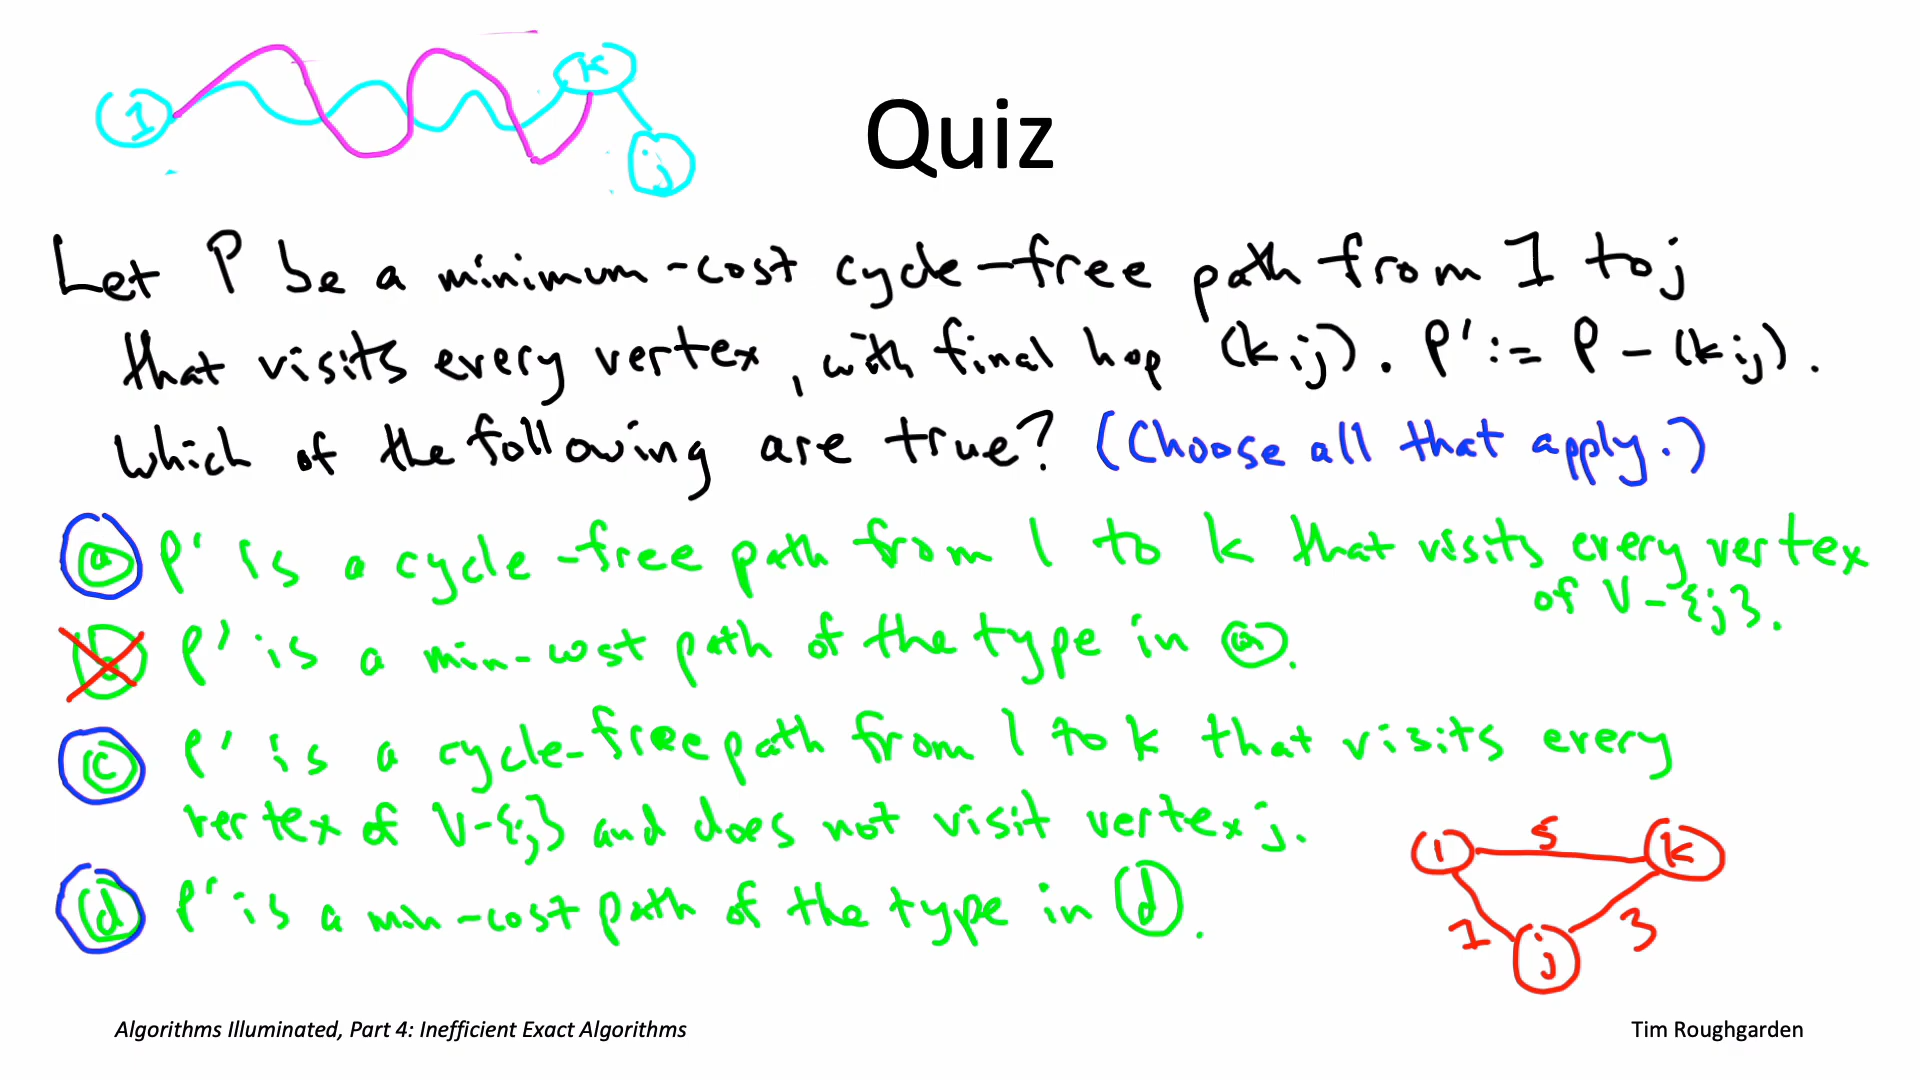 1
k
j
Quiz
Let P be a minimum-cost cycle-free path from 1 to j
that visits every vertex, with final hop (k,j). P' := P - (k,j).
Which of the following are true? (Choose all that apply.)
a P' is a cycle-free path from 1 to k that visits every vertex
of V-{j}.
P' is a min-cost path of the type in a.
c P' is a cycle-free path from 1 to k that visits every
vertex of V-{j} and does not visit vertex j.
d P' is a min-cost path of the type in d.
1 5 k
1 3
j
Algorithms Illuminated, Part 4: Inefficient Exact Algorithms
Tim Roughgarden